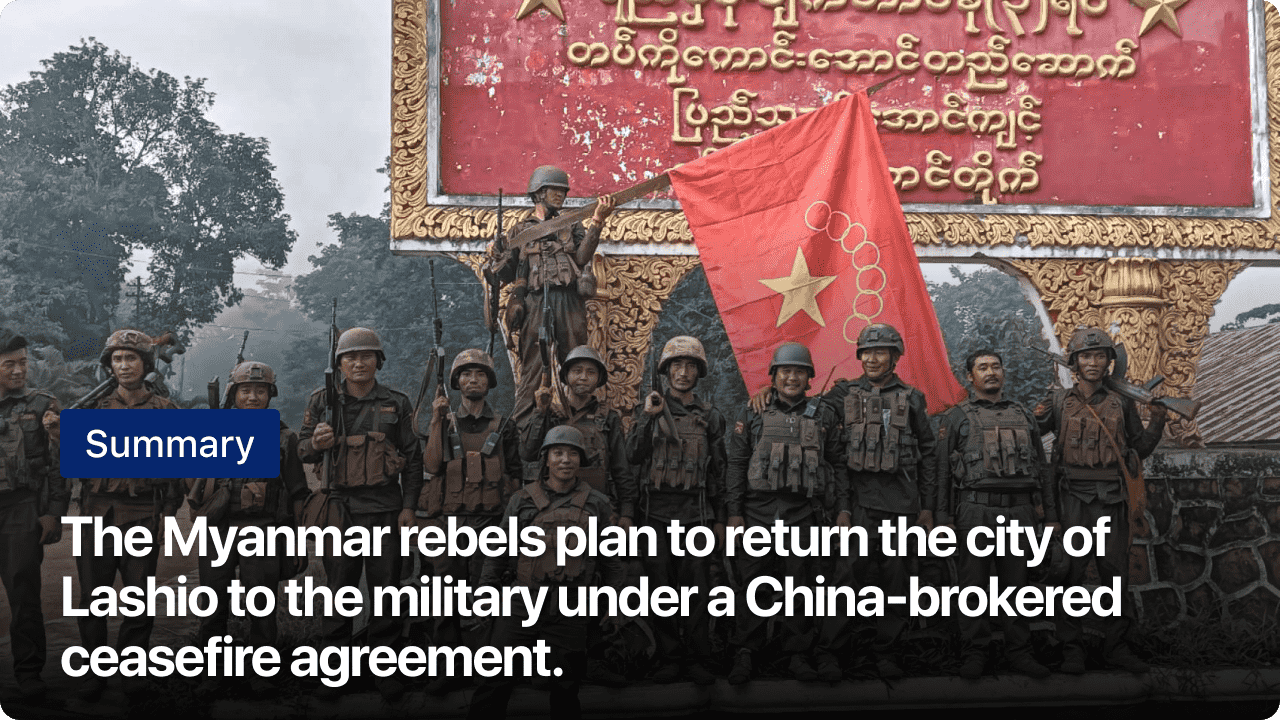 တပ်ကိုကောင်းအောင်တည်ဆောက်
Summary
The Myanmar rebels plan to return the city of
Lashio to the military under a China-brokered
ceasefire agreement.